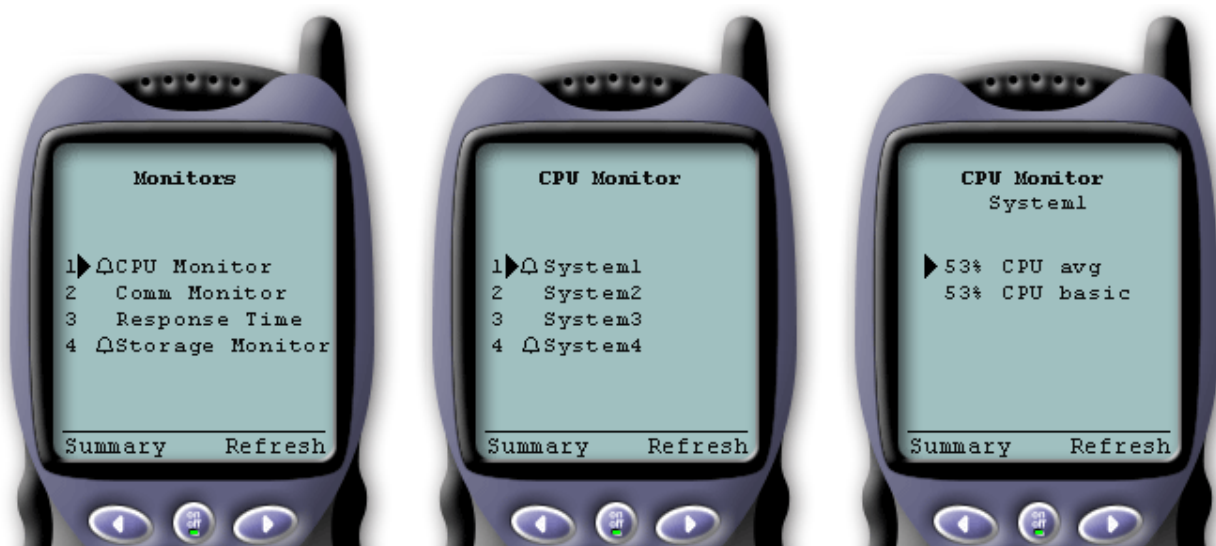 Monitors
1 CPU Monitor
2 Comm Monitor
3 Response Time
4 Storage Monitor
Summary Refresh
on
off
CPU Monitor
1 System1
2 System2
3 System3
4 System4
Summary Refresh
on
off
CPU Monitor
System1
53% CPU avg
53% CPU basic
Summary Refresh
on
off